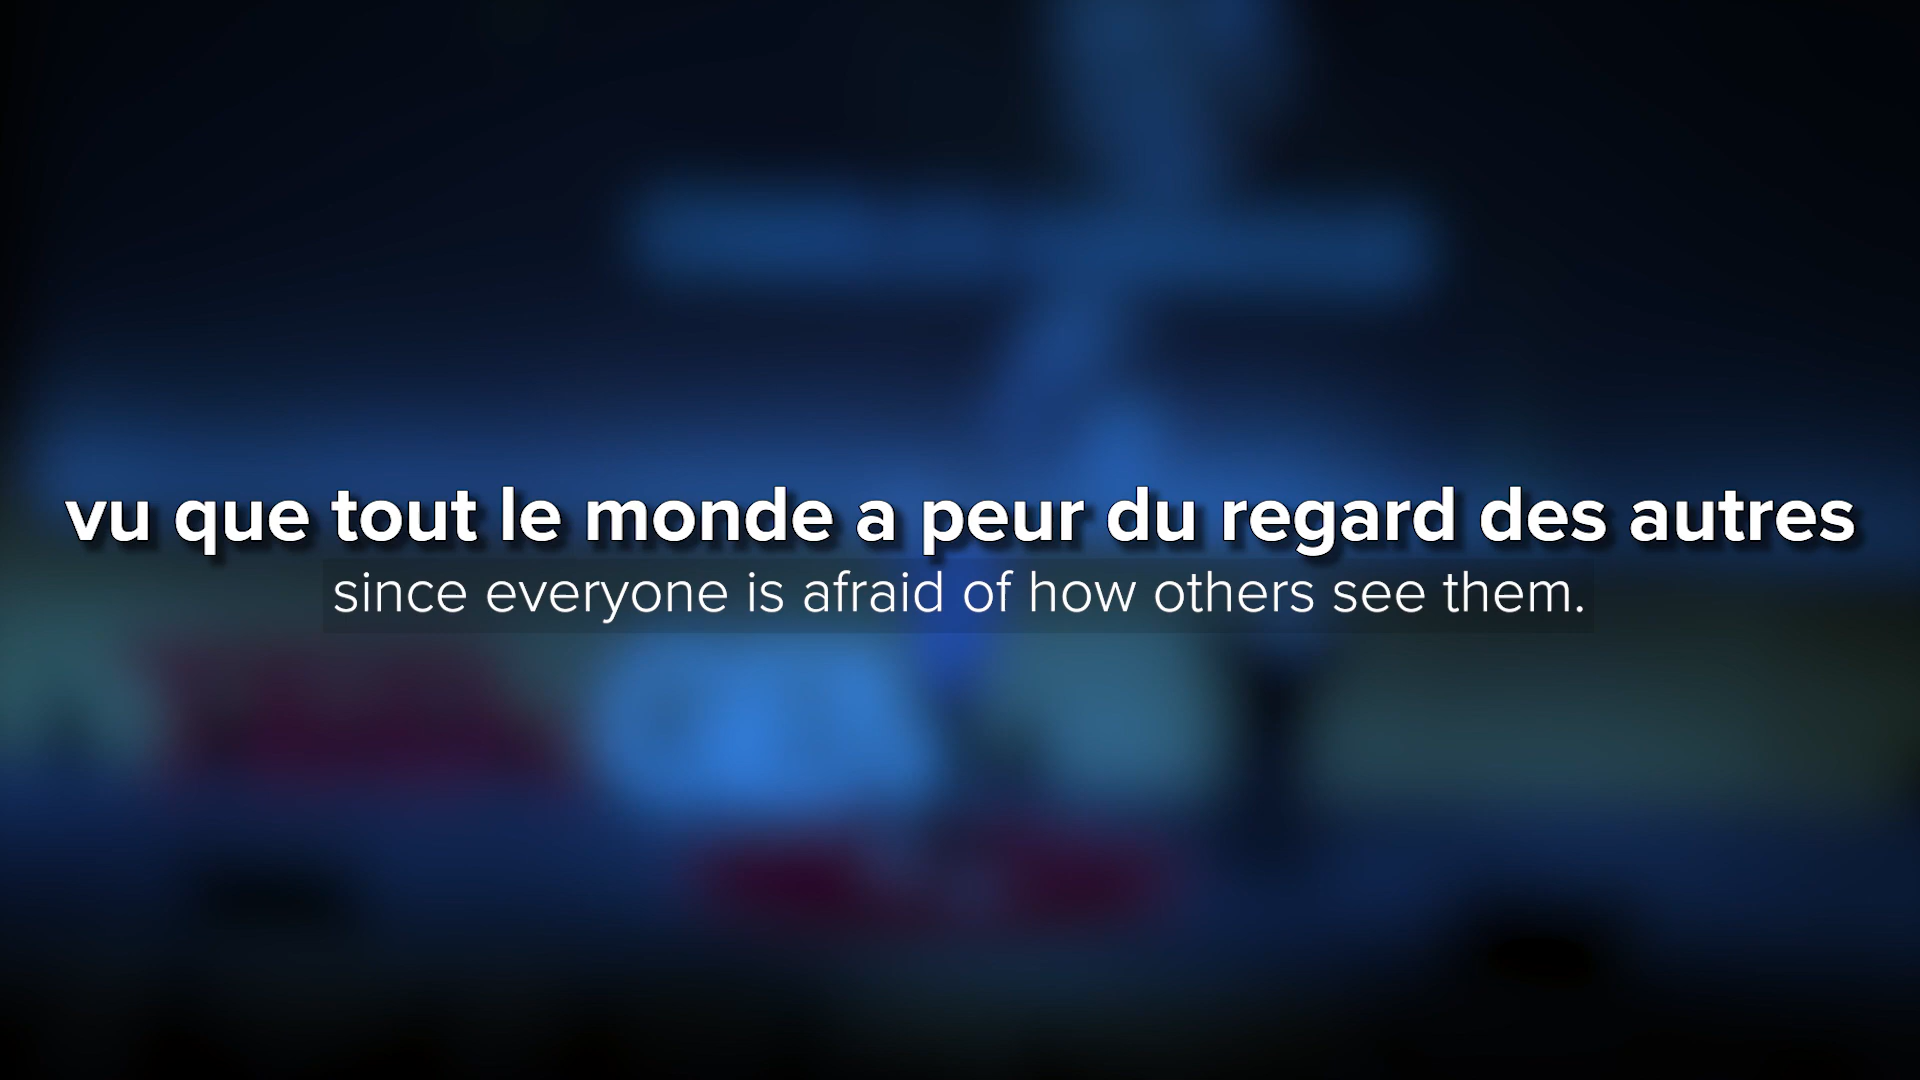 vu que tout le monde a peur du regard des autres
since everyone is afraid of how others see them.